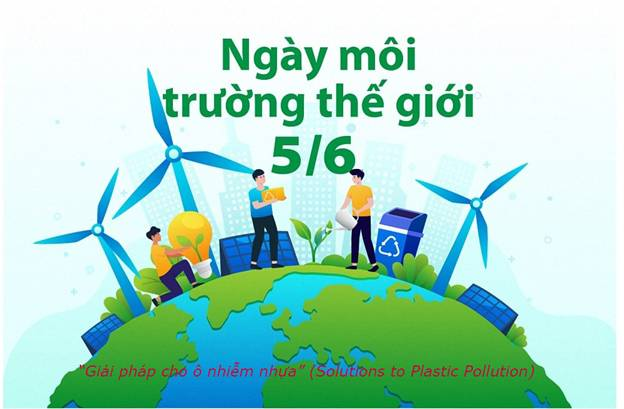 Ngày môi
trường thế giới
5/6
“Giải pháp cho ô nhiễm nhựa” (Solutions to Plastic Pollution)